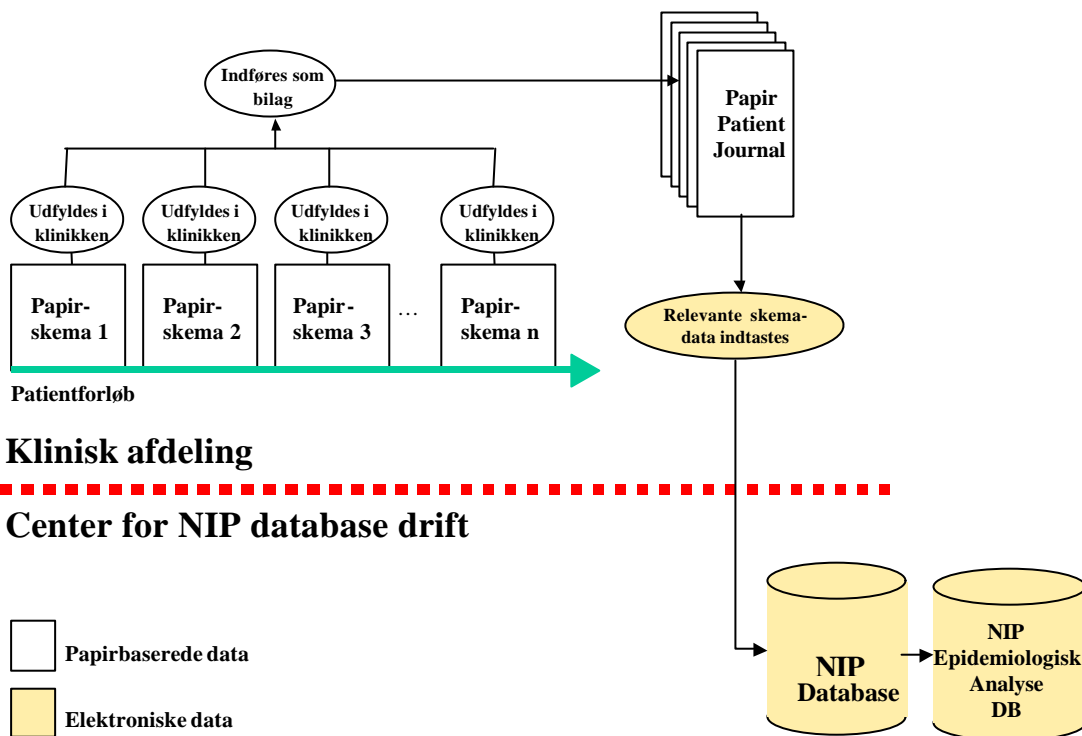 Indføres som
bilag
Papir
Patient
Journal
Udfyldes i
klinikken
Udfyldes i
klinikken
Udfyldes i
klinikken
Udfyldes i
klinikken
Papir-
skema 1
Papir-
skema 2
Papir-
skema 3
...
Papir-
skema n
Relevante skema-
data indtastes
Patientforløb
Klinisk afdeling
Center for NIP database drift
Papirbaserede data
Elektroniske data
NIP
Database
NIP
Epidemiologisk
Analyse
DB